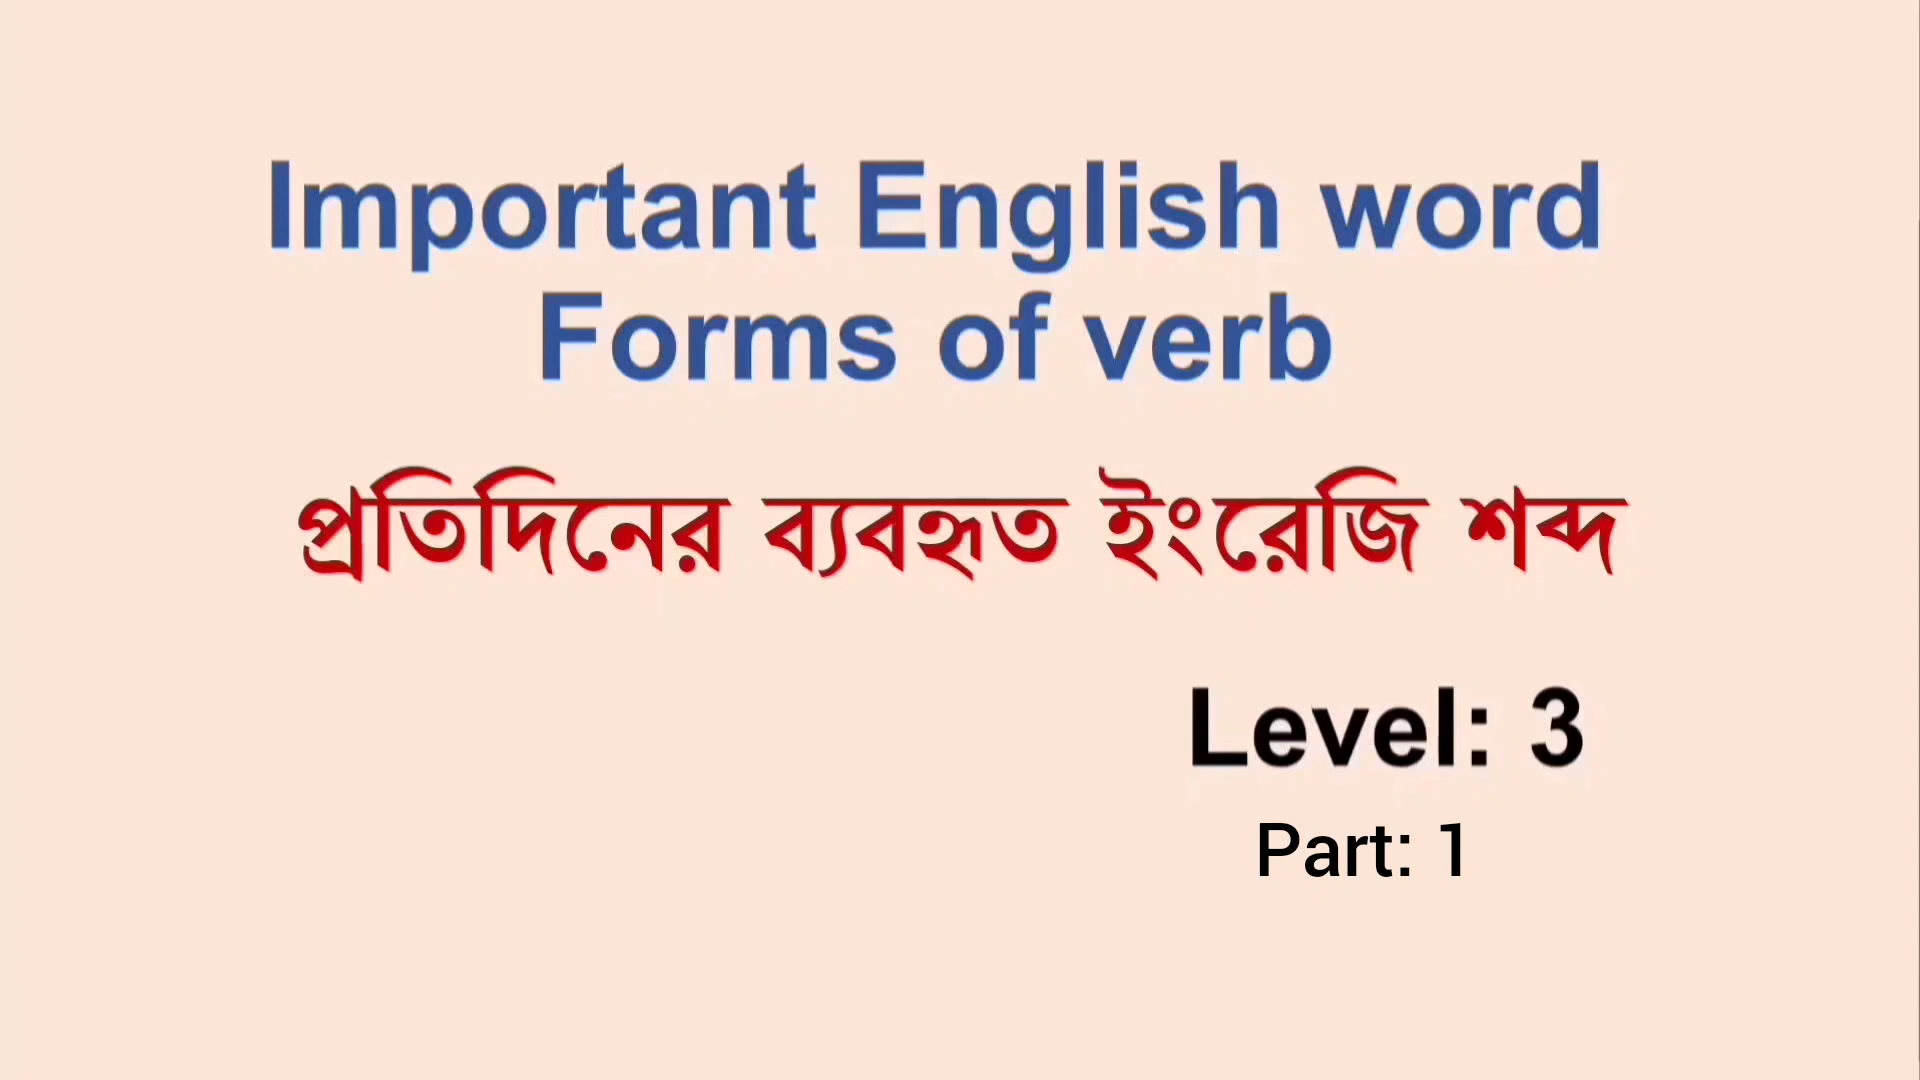 Important English word
Forms of verb
প্রতিদিনের ব্যবহৃত ইংরেজি শব্দ
Level: 3
Part: 1